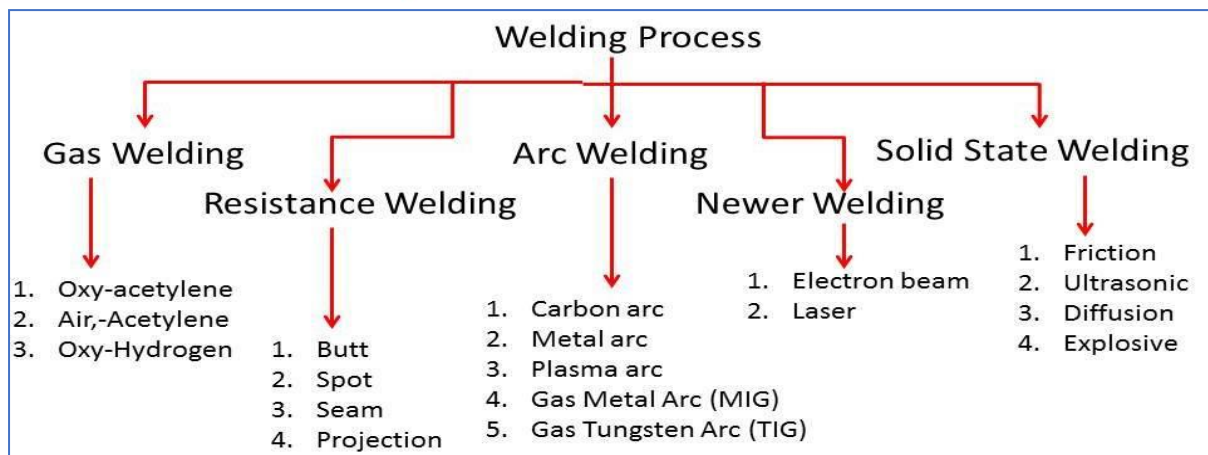 Welding Process
Gas Welding
Resistance Welding
Arc Welding
Newer Welding
Solid State Welding
1. Oxy-acetylene
2. Air,-Acetylene
3. Oxy-Hydrogen
1. Butt
2. Spot
3. Seam
4. Projection
1. Carbon arc
2. Metal arc
3. Plasma arc
4. Gas Metal Arc (MIG)
5. Gas Tungsten Arc (TIG)
1. Electron beam
2. Laser
1. Friction
2. Ultrasonic
3. Diffusion
4. Explosive